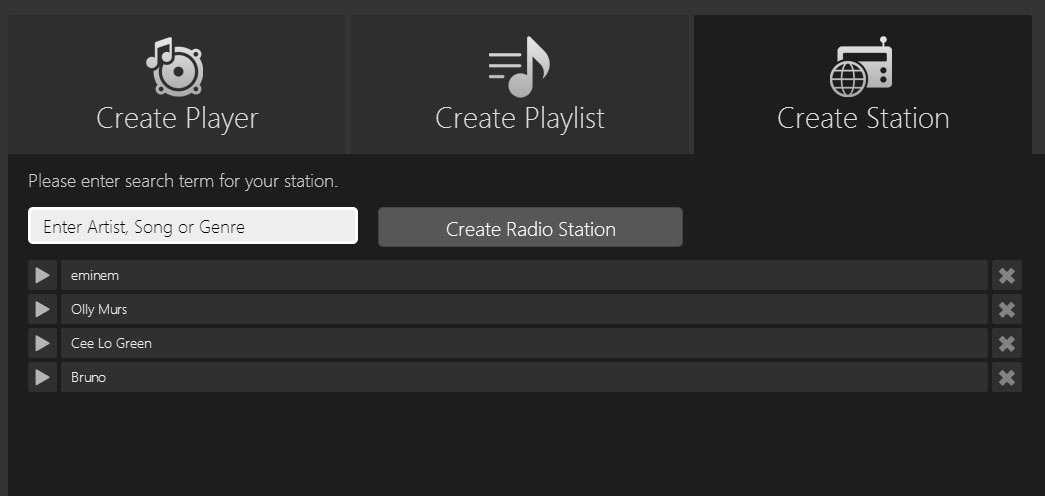 Create Player
Create Playlist
Create Station
Please enter search term for your station.
Enter Artist, Song or Genre
Create Radio Station
eminem
Olly Murs
Cee Lo Green
Bruno